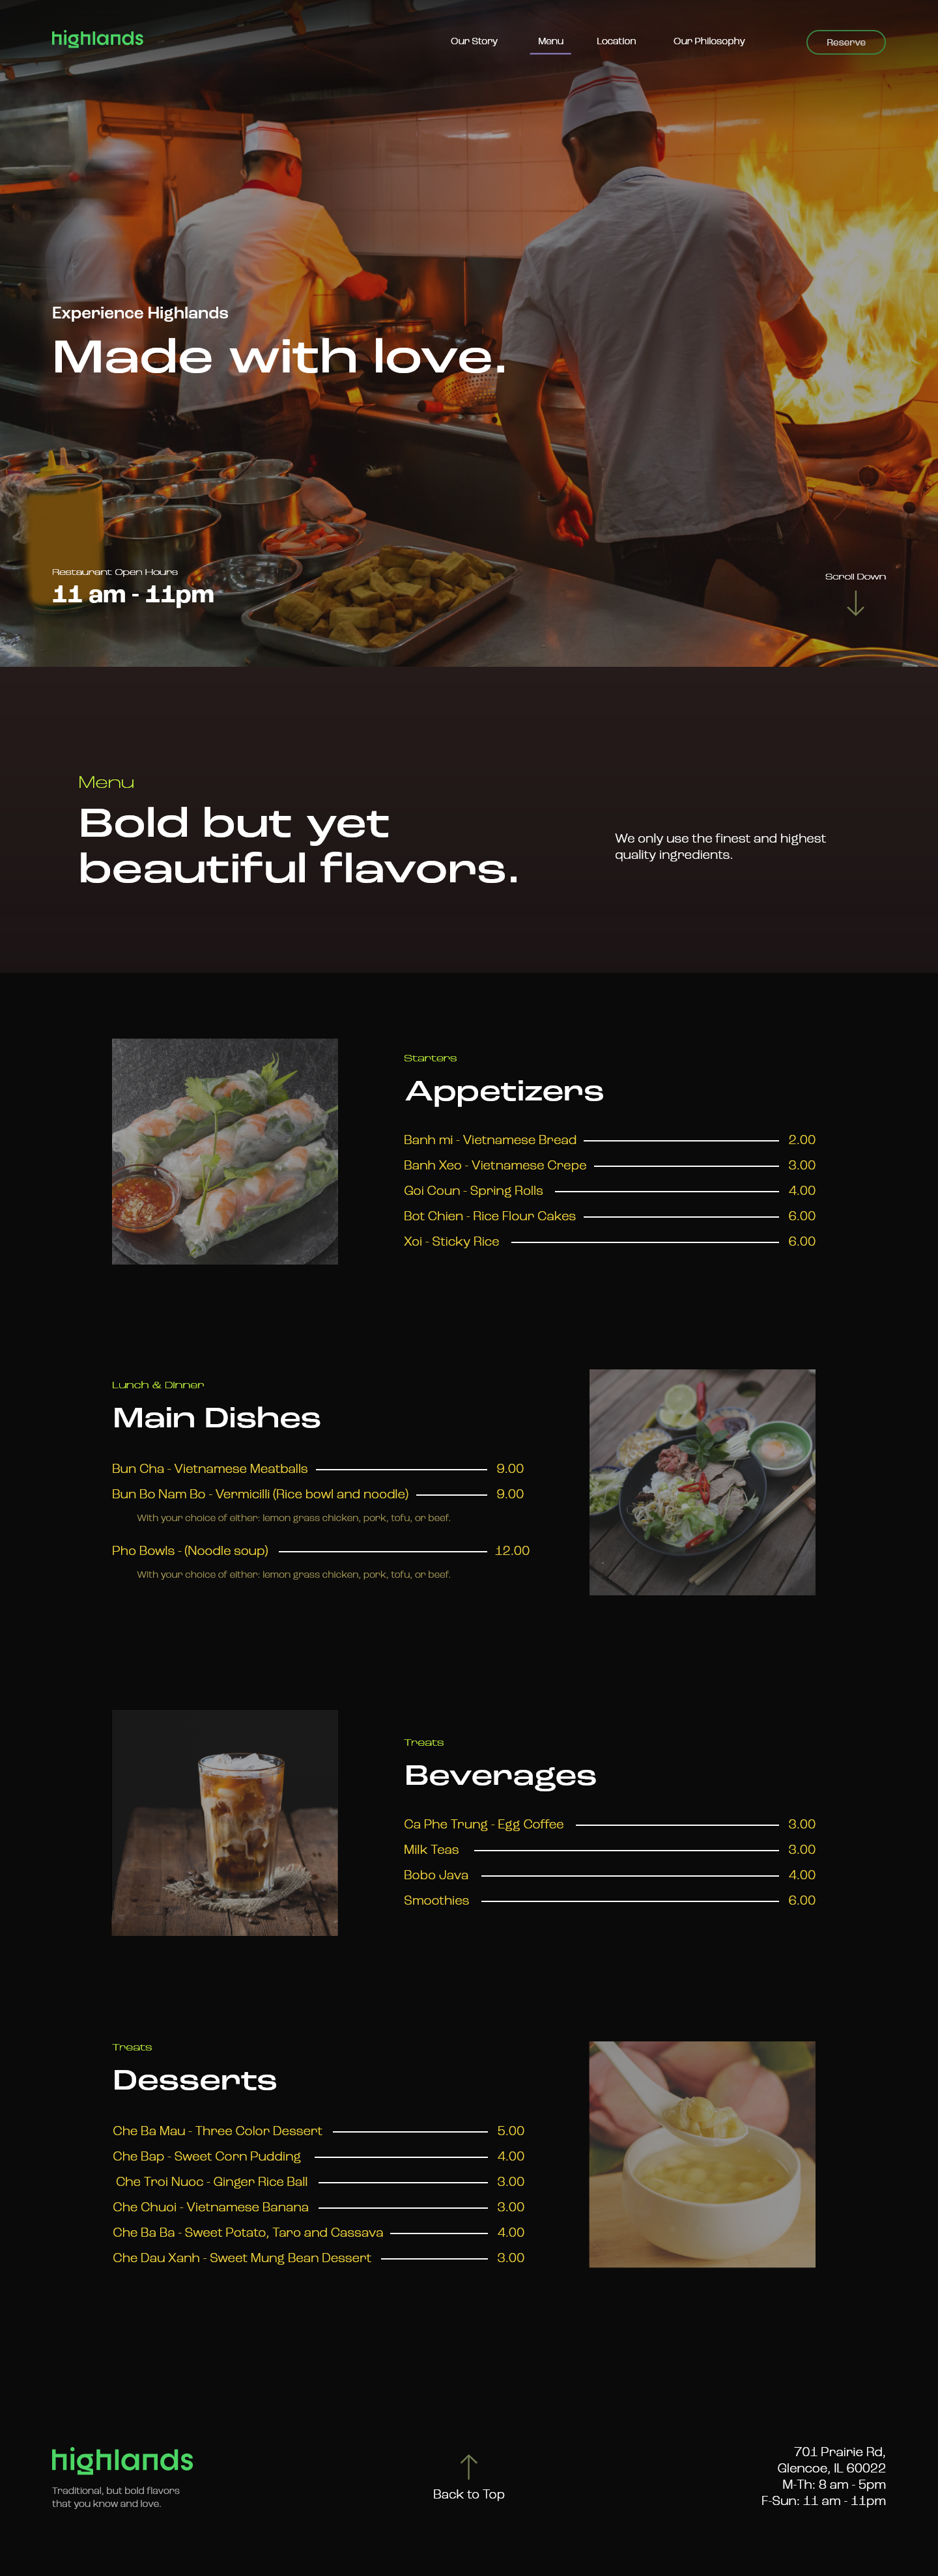 highlands
Our Story
Menu
Location
Our Philosophy
Reserve
Experience Highlands
Made with love.
Restaurant Open Hours
11 am - 11pm
Scroll Down
Menu
Bold but yet
beautiful flavors.
We only use the finest and highest
quality ingredients.
Starters
Appetizers
Banh mi - Vietnamese Bread 2.00
Banh Xeo - Vietnamese Crepe 3.00
Goi Coun - Spring Rolls 4.00
Bot Chien - Rice Flour Cakes 6.00
Xoi - Sticky Rice 6.00
Lunch & Dinner
Main Dishes
Bun Cha - Vietnamese Meatballs 9.00
Bun Bo Nam Bo - Vermicilli (Rice bowl and noodle) 9.00
With your choice of either: lemon grass chicken, pork, tofu, or beef.
Pho Bowls - (Noodle soup) 12.00
With your choice of either: lemon grass chicken, pork, tofu, or beef.
Treats
Beverages
Ca Phe Trung - Egg Coffee 3.00
Milk Teas 3.00
Bobo Java 4.00
Smoothies 6.00
Treats
Desserts
Che Ba Mau - Three Color Dessert 5.00
Che Bap - Sweet Corn Pudding 4.00
Che Troi Nuoc - Ginger Rice Ball 3.00
Che Chuoi - Vietnamese Banana 3.00
Che Ba Ba - Sweet Potato, Taro and Cassava 4.00
Che Dau Xanh - Sweet Mung Bean Dessert 3.00
highlands
Traditional, but bold flavors
that you know and love.
Back to Top
701 Prairie Rd,
Glencoe, IL 60022
M-Th: 8 am - 5pm
F-Sun: 11 am - 11pm